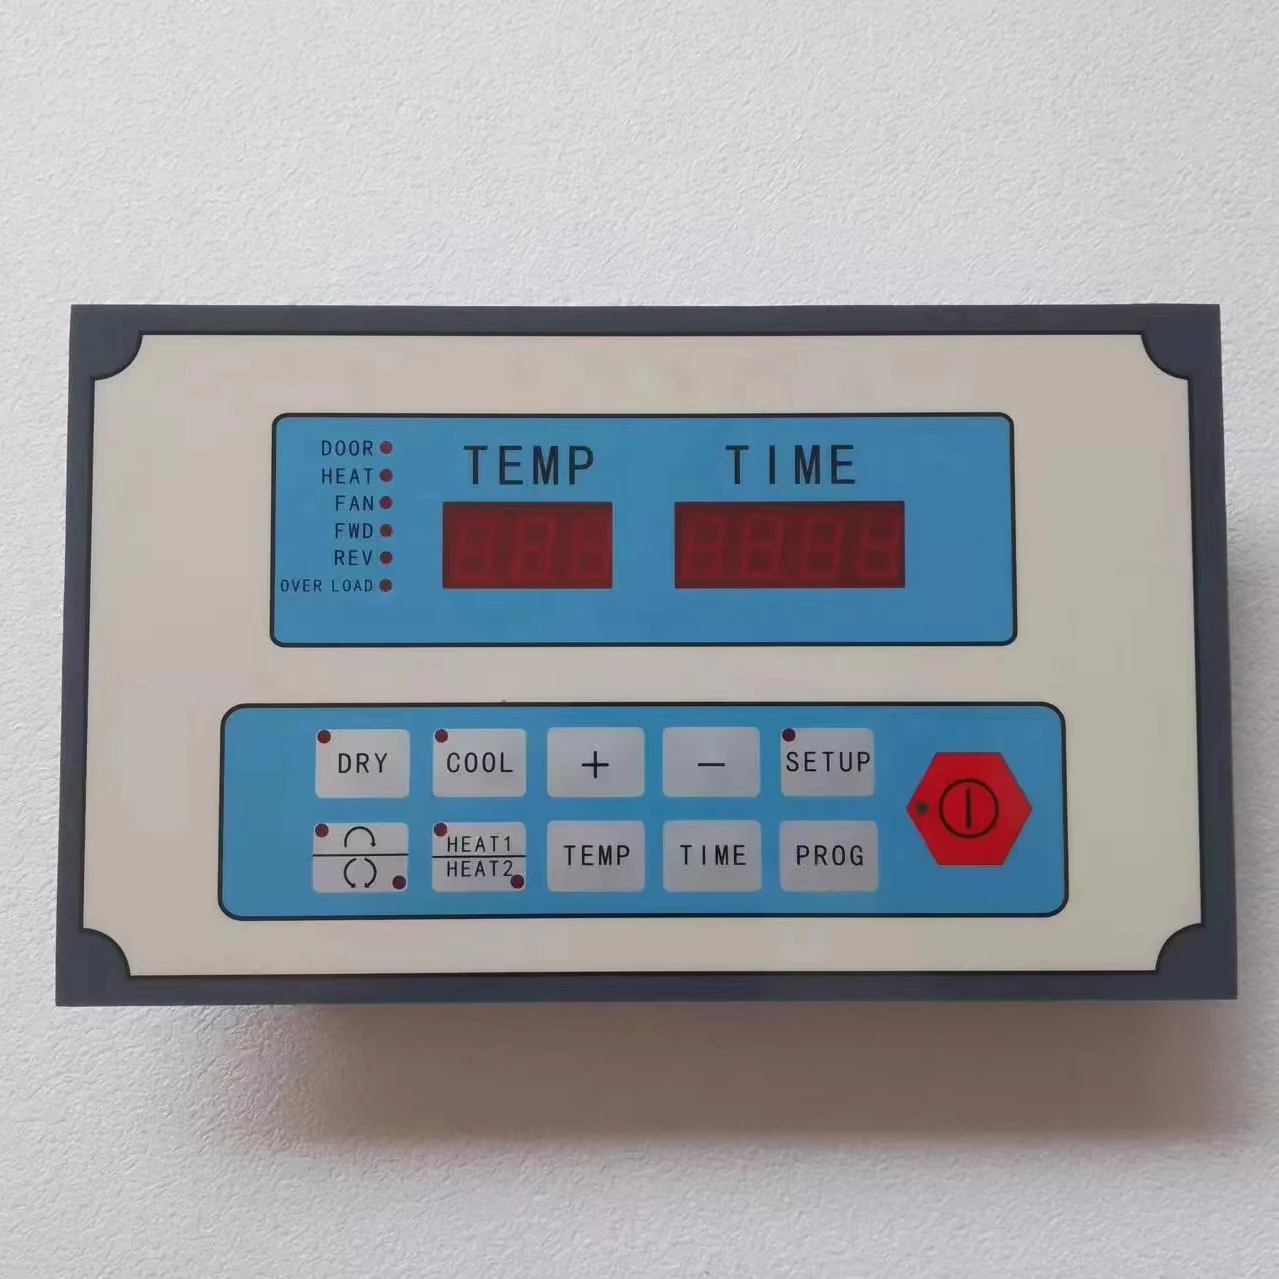 DOOR
HEAT
FAN
FWD
REV
OVER LOAD
TEMP
TIME
DRY
COOL
+
−
SETUP
HEAT1
HEAT2
TEMP
TIME
PROG